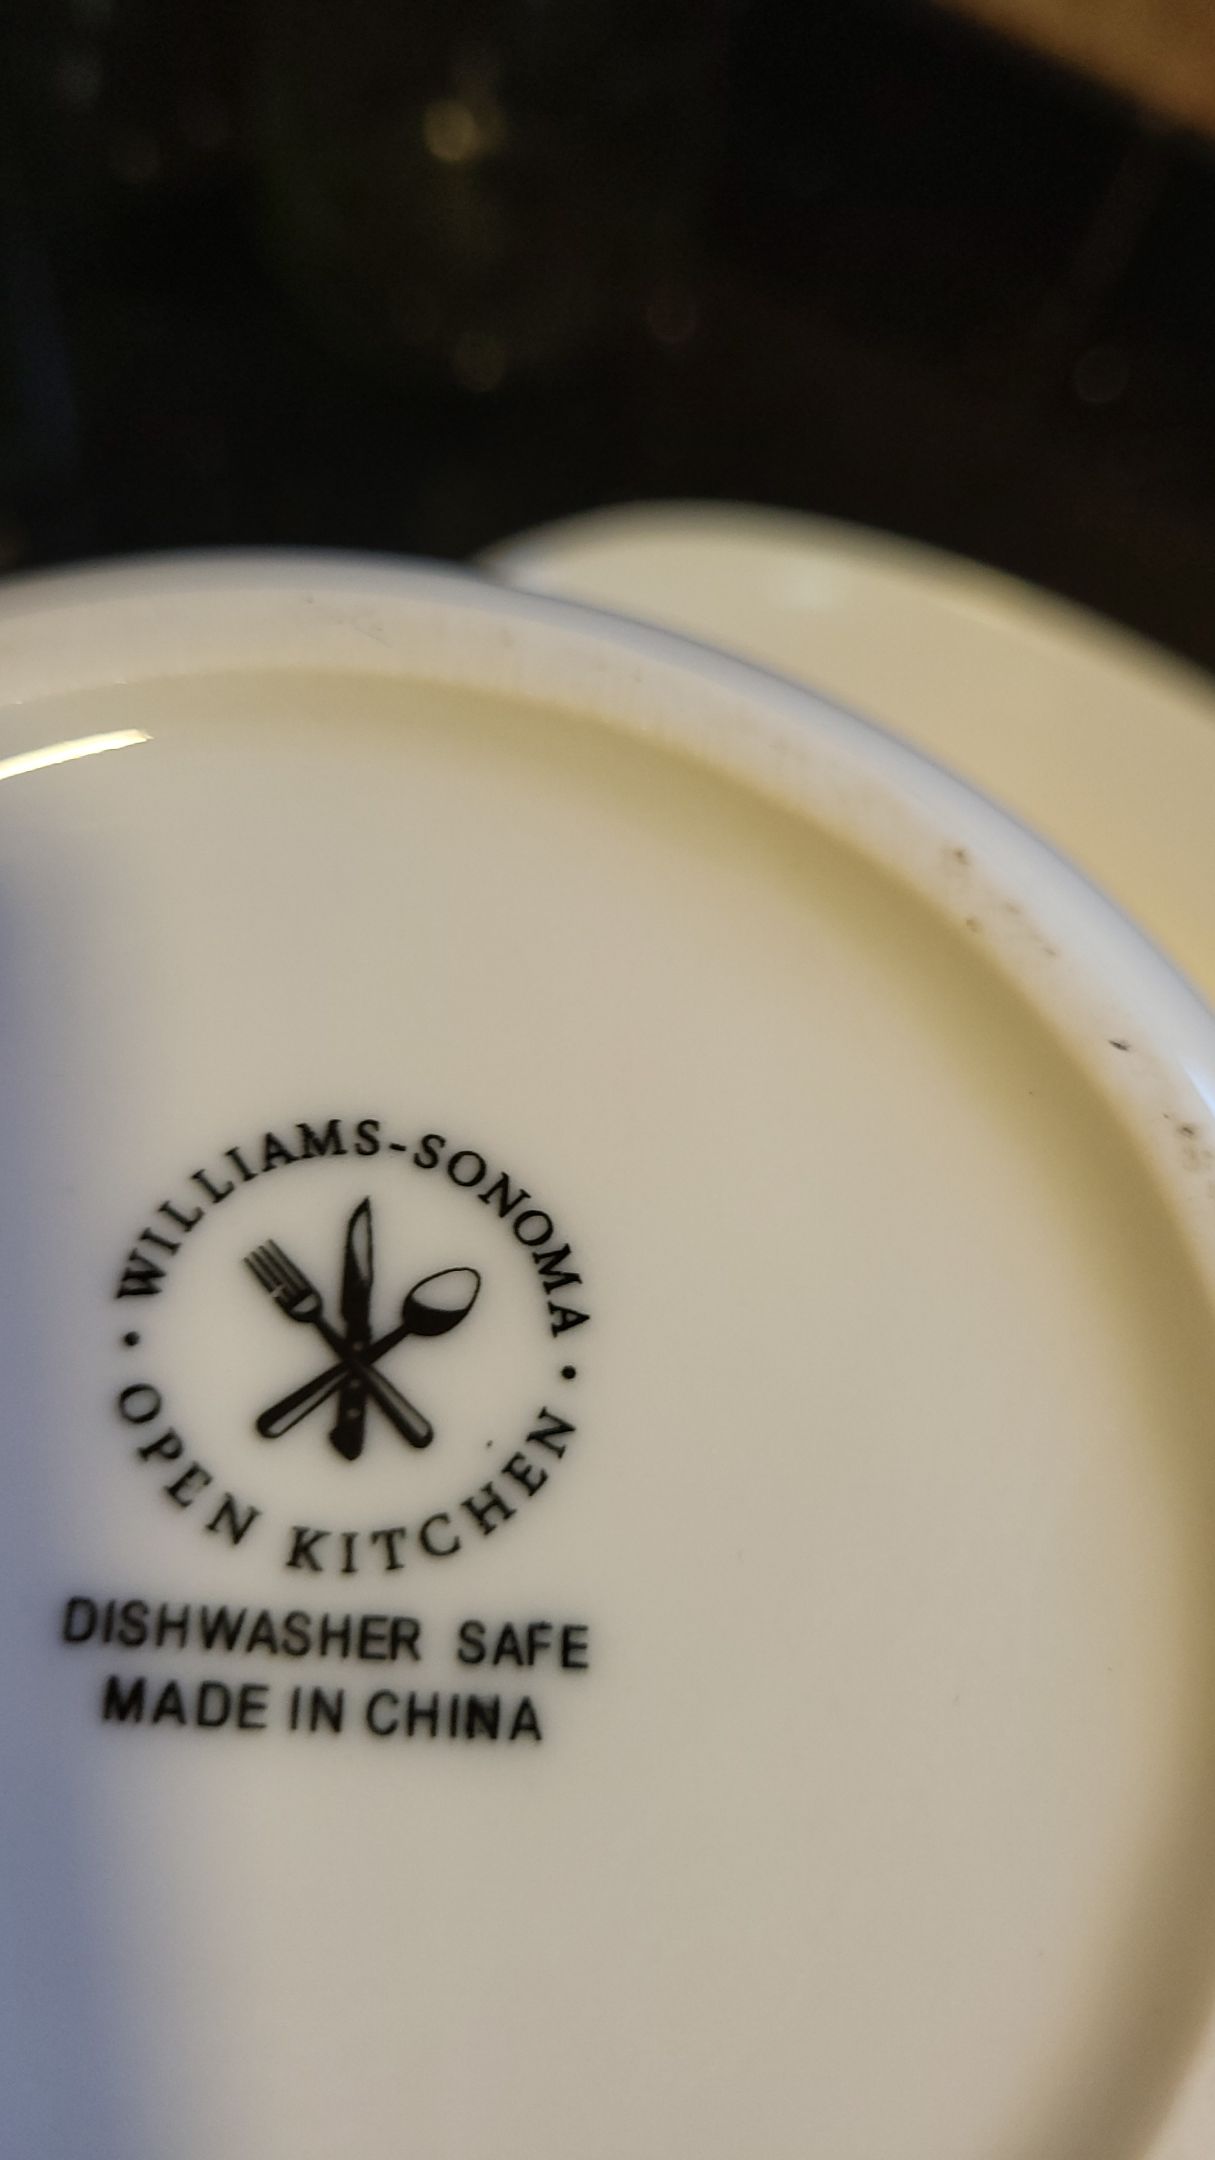 WILLIAMS-SONOMA
OPEN KITCHEN
DISHWASHER SAFE
MADE IN CHINA